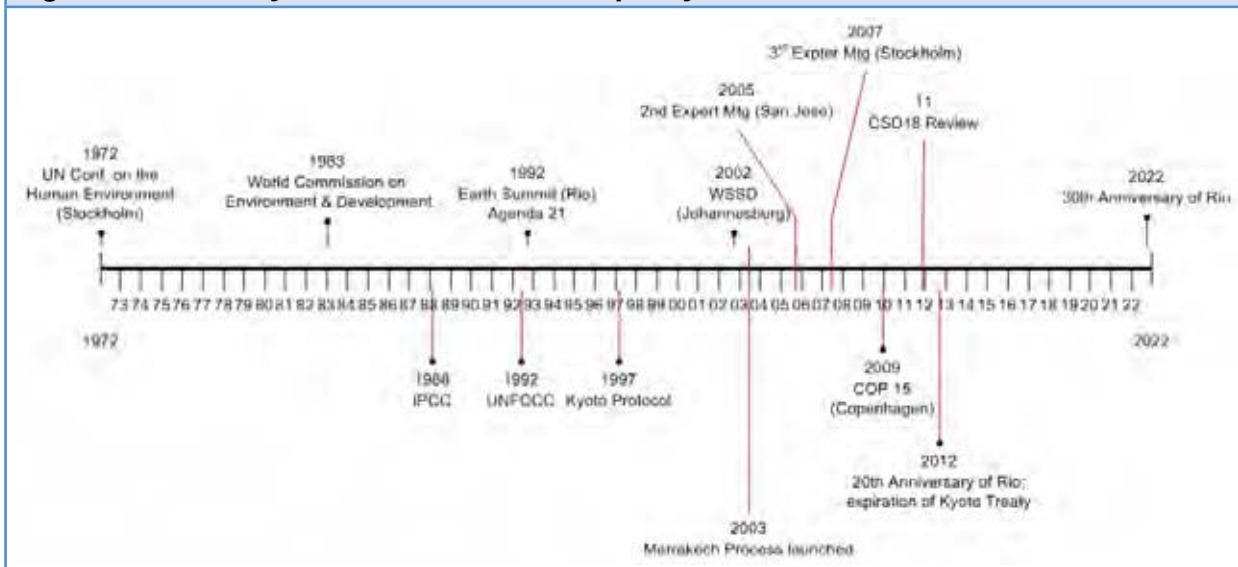 2007
3rd Expter Mtg (Stockholm)
2005
2nd Expert Mtg (San Jose)
11
CSD18 Review
1972
UN Conf. on the
Human Environment
(Stockholm)
1983
World Commission on
Environment & Development
1992
Earth Summit (Rio)
Agenda 21
2002
WSSD
(Johannesburg)
2022
30th Anniversary of Rio
73 74 75 76 77 78 79 80 81 82 83 84 85 86 87 88 89 90 91 92 93 94 95 96 97 98 99 00 01 02 03 04 05 06 07 08 09 10 11 12 13 14 15 16 17 18 19 20 21 22
1972
2022
1988
IPCC
1992
UNFCCC
1997
Kyoto Protocol
2009
COP 15
(Copenhagen)
2012
20th Anniversary of Rio;
expiration of Kyoto Treaty
2003
Marrakech Process launched